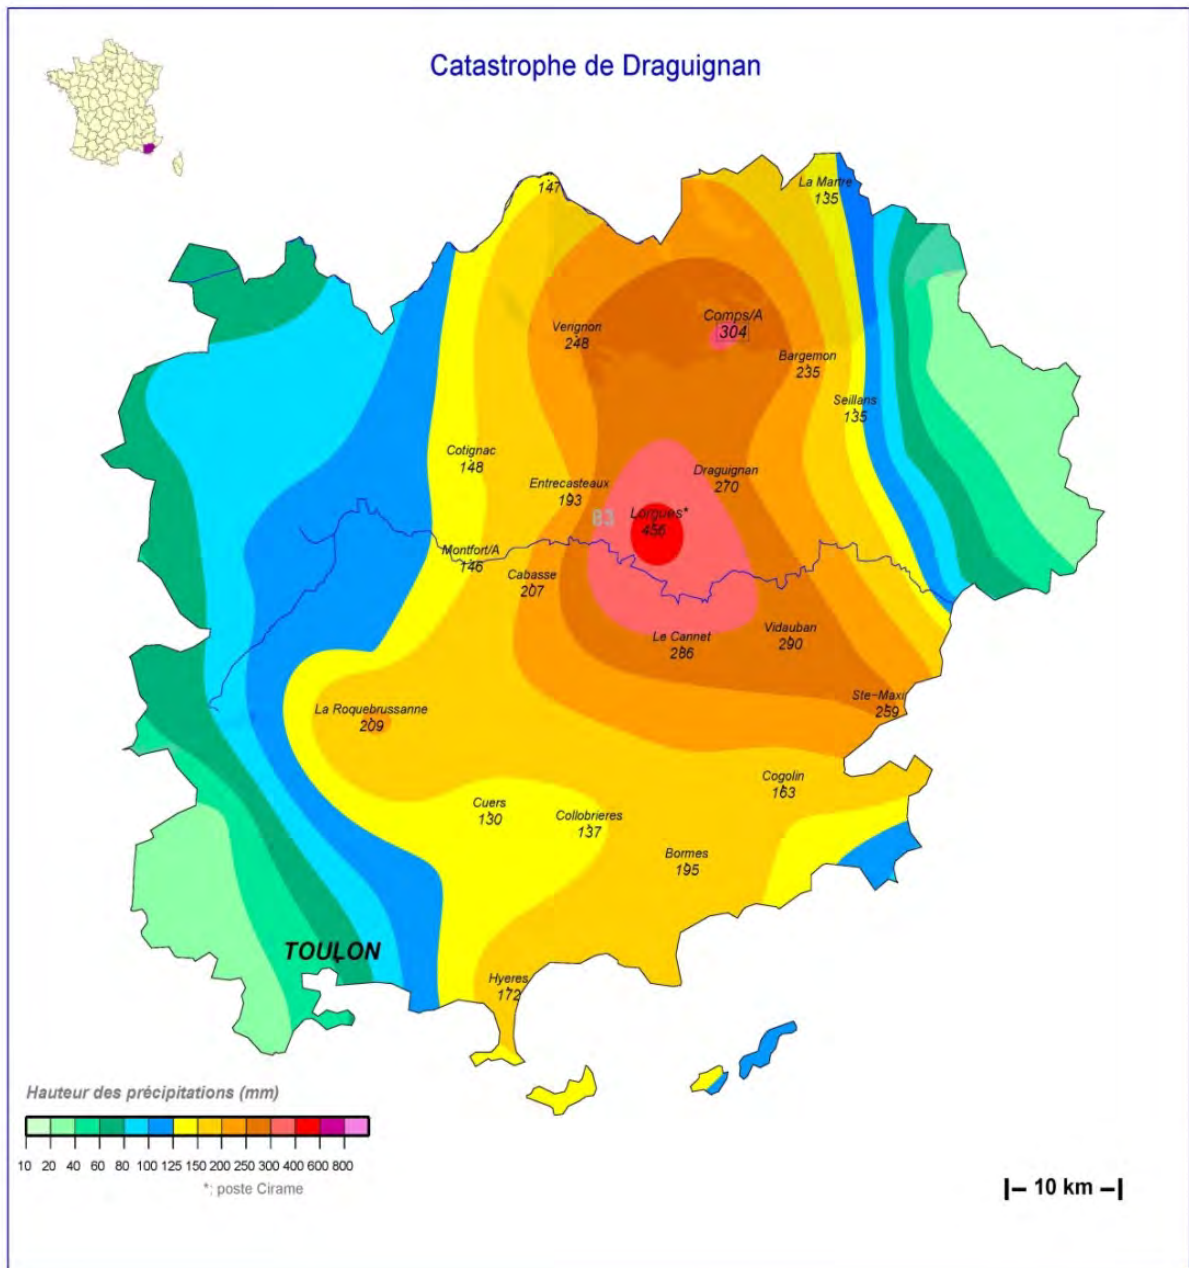 Catastrophe de Draguignan
147
La Martre
135
Comps/A
304
Verignon
248
Bargemon
235
Seillans
135
Cotignac
148
Draguignan
270
Entrecasteaux
193
83
Lorgues*
456
Montfort/A
146
Cabasse
207
Vidauban
290
Le Cannet
286
Ste-Maxi
259
La Roquebrussanne
209
Cogolin
163
Cuers
130
Collobrieres
137
Bormes
195
TOULON
Hyeres
172
Hauteur des précipitations (mm)
10 20 40 60 80 100 125 150 200 250 300 400 600 800
*: poste Cirame
10 km